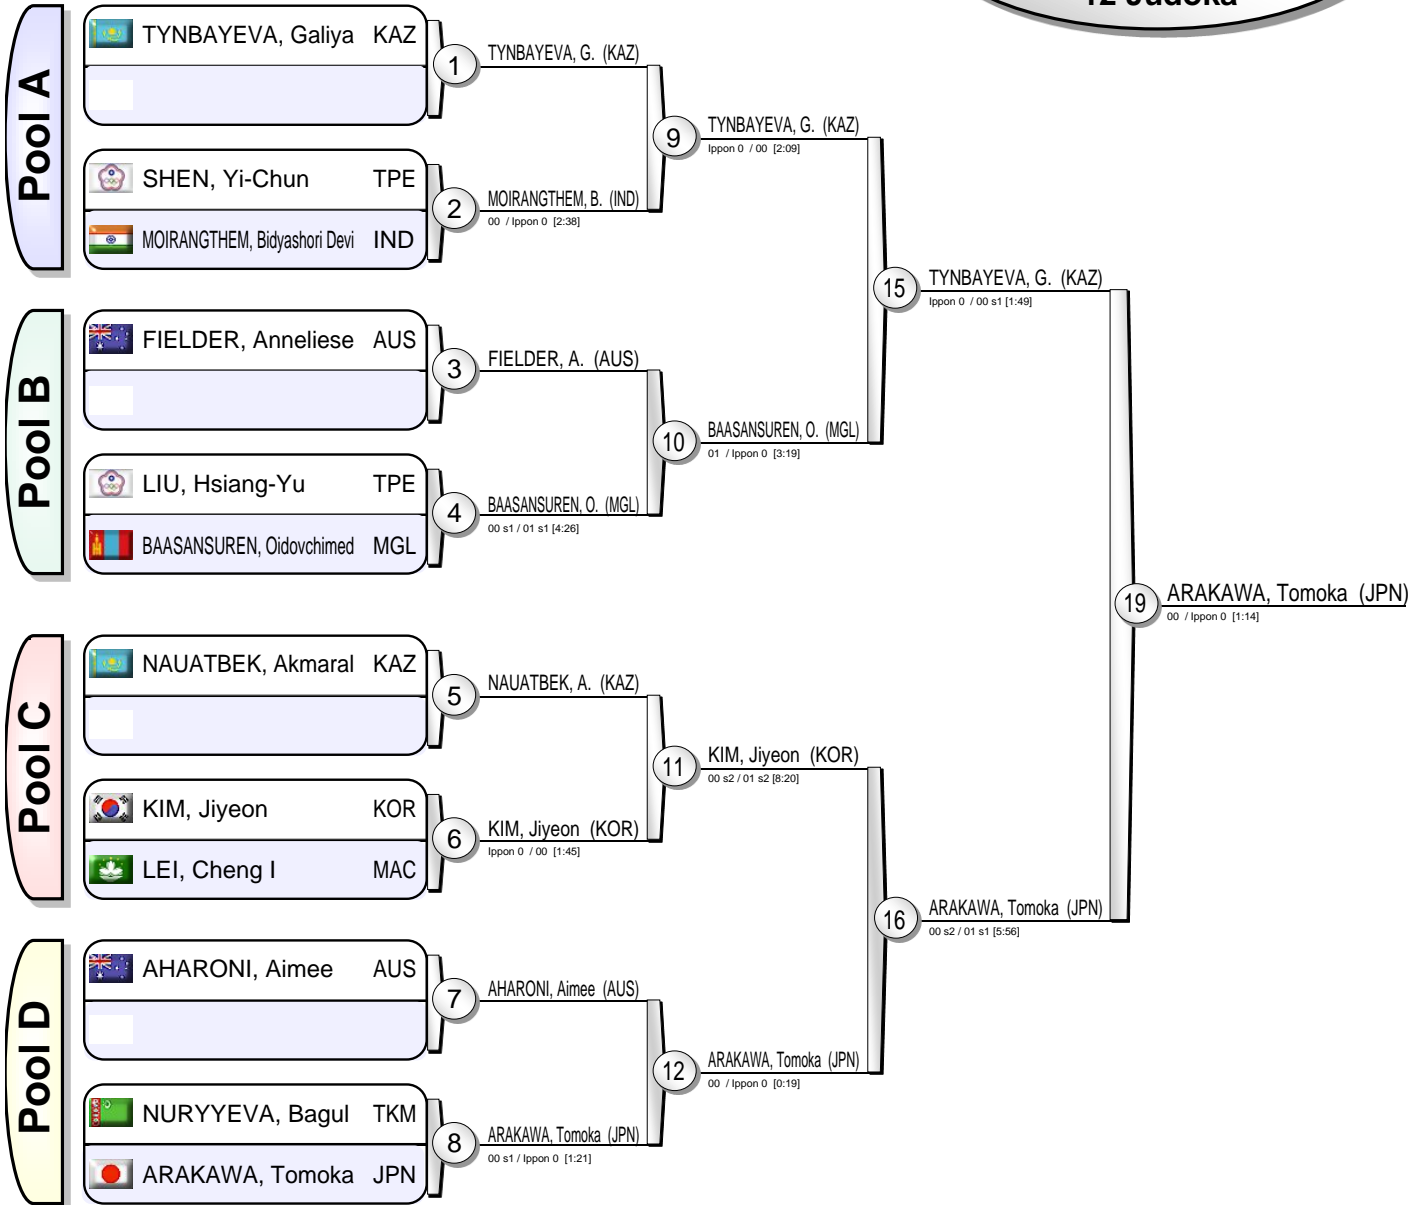 12 Judoka
Pool A
TYNBAYEVA, Galiya KAZ
1
TYNBAYEVA, G. (KAZ)
SHEN, Yi-Chun TPE
MOIRANGTHEM, Bidyashori Devi IND
2
MOIRANGTHEM, B. (IND)
00 / Ippon 0 [2:38]
9
TYNBAYEVA, G. (KAZ)
Ippon 0 / 00 [2:09]
Pool B
FIELDER, Anneliese AUS
3
FIELDER, A. (AUS)
LIU, Hsiang-Yu TPE
BAASANSUREN, Oidovchimed MGL
4
BAASANSUREN, O. (MGL)
00 s1 / 01 s1 [4:26]
10
BAASANSUREN, O. (MGL)
01 / Ippon 0 [3:19]
15
TYNBAYEVA, G. (KAZ)
Ippon 0 / 00 s1 [1:49]
Pool C
NAUATBEK, Akmaral KAZ
5
NAUATBEK, A. (KAZ)
KIM, Jiyeon KOR
LEI, Cheng I MAC
6
KIM, Jiyeon (KOR)
Ippon 0 / 00 [1:45]
11
KIM, Jiyeon (KOR)
00 s2 / 01 s2 [8:20]
Pool D
AHARONI, Aimee AUS
7
AHARONI, Aimee (AUS)
NURYYEVA, Bagul TKM
ARAKAWA, Tomoka JPN
8
ARAKAWA, Tomoka (JPN)
00 s1 / Ippon 0 [1:21]
12
ARAKAWA, Tomoka (JPN)
00 / Ippon 0 [0:19]
16
ARAKAWA, Tomoka (JPN)
00 s2 / 01 s1 [5:56]
19
ARAKAWA, Tomoka (JPN)
00 / Ippon 0 [1:14]